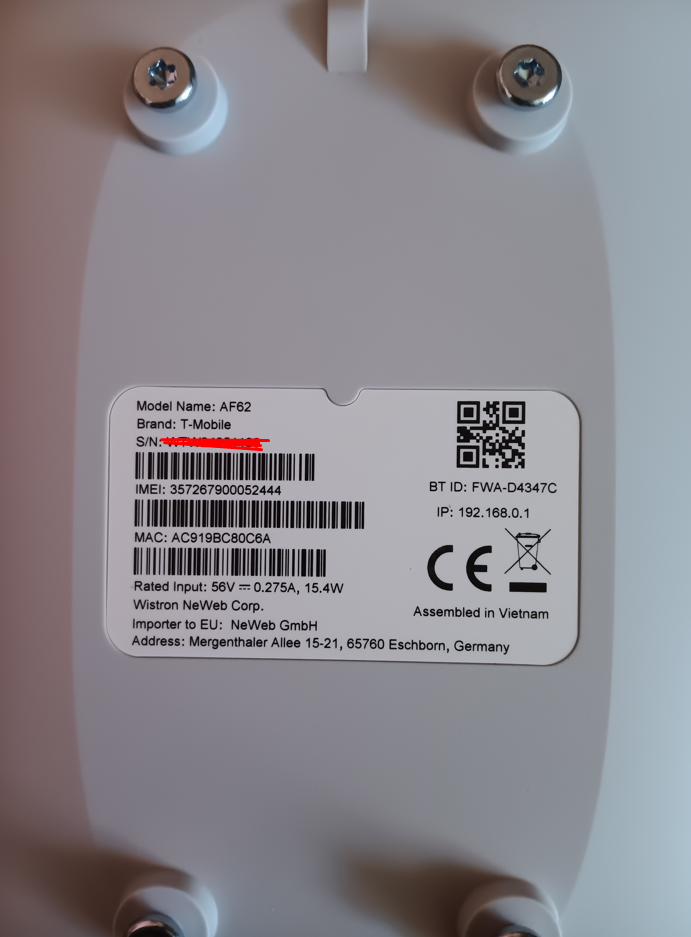 Model Name: AF62
Brand: T-Mobile
S/N:
IMEI: 357267900052444
MAC: AC919BC80C6A
Rated Input: 56V ⎓ 0.275A, 15.4W
Wistron NeWeb Corp.
Importer to EU: NeWeb GmbH
Address: Mergenthaler Allee 15-21, 65760 Eschborn, Germany
BT ID: FWA-D4347C
IP: 192.168.0.1
CE
Assembled in Vietnam